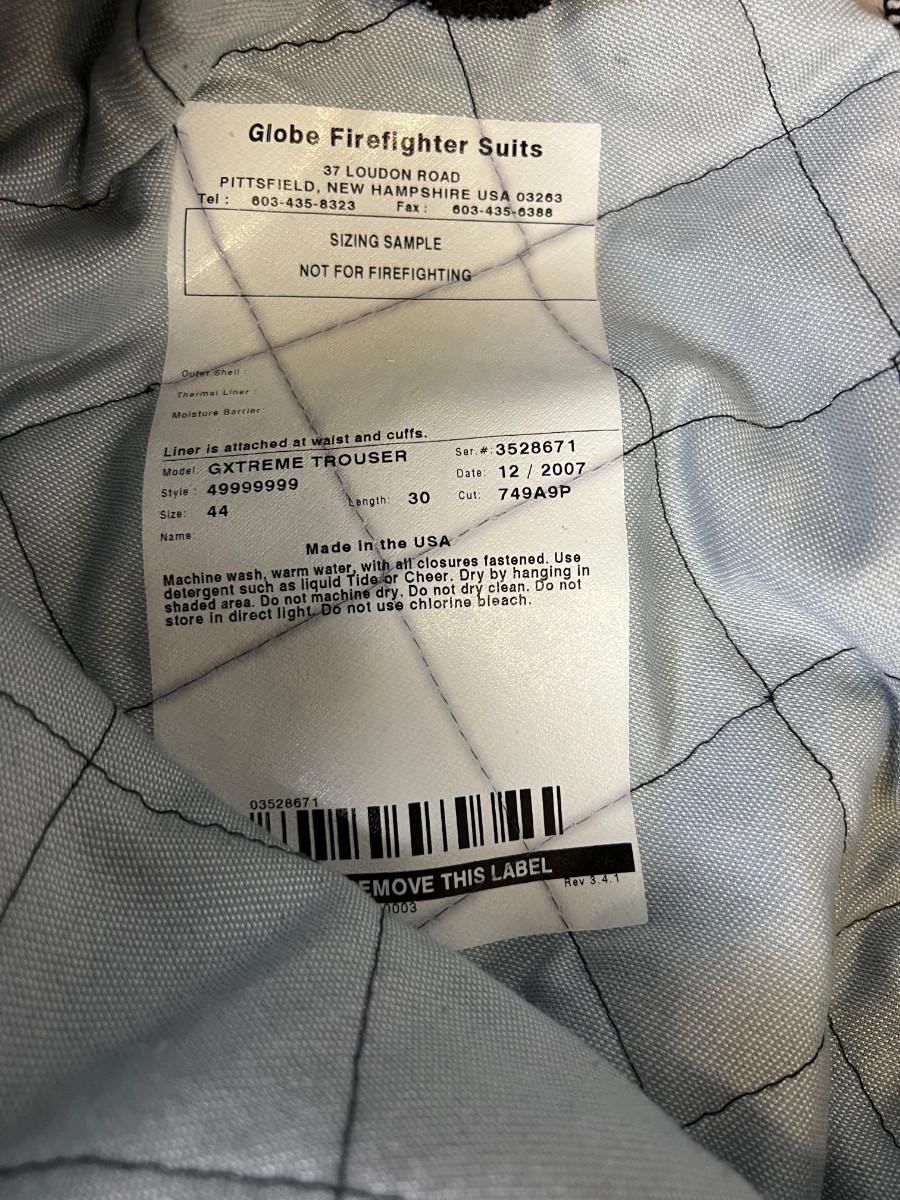 Globe Firefighter Suits
37 LOUDON ROAD
PITTSFIELD, NEW HAMPSHIRE USA 03263
Tel : 603-435-8323 Fax : 603-435-6388
SIZING SAMPLE
NOT FOR FIREFIGHTING
Outer Shell :
Thermal Liner :
Moisture Barrier:
Liner is attached at waist and cuffs.
Model: GXTREME TROUSER Ser.#: 3528671
Style : 49999999 Date: 12 / 2007
Size: 44 Length: 30 Cut: 749A9P
Name:
Made in the USA
Machine wash, warm water, with all closures fastened. Use
detergent such as liquid Tide or Cheer. Dry by hanging in
shaded area. Do not machine dry. Do not dry clean. Do not
store in direct light. Do not use chlorine bleach.
03528671
EMOVE THIS LABEL
Rev 3.4.1
0003